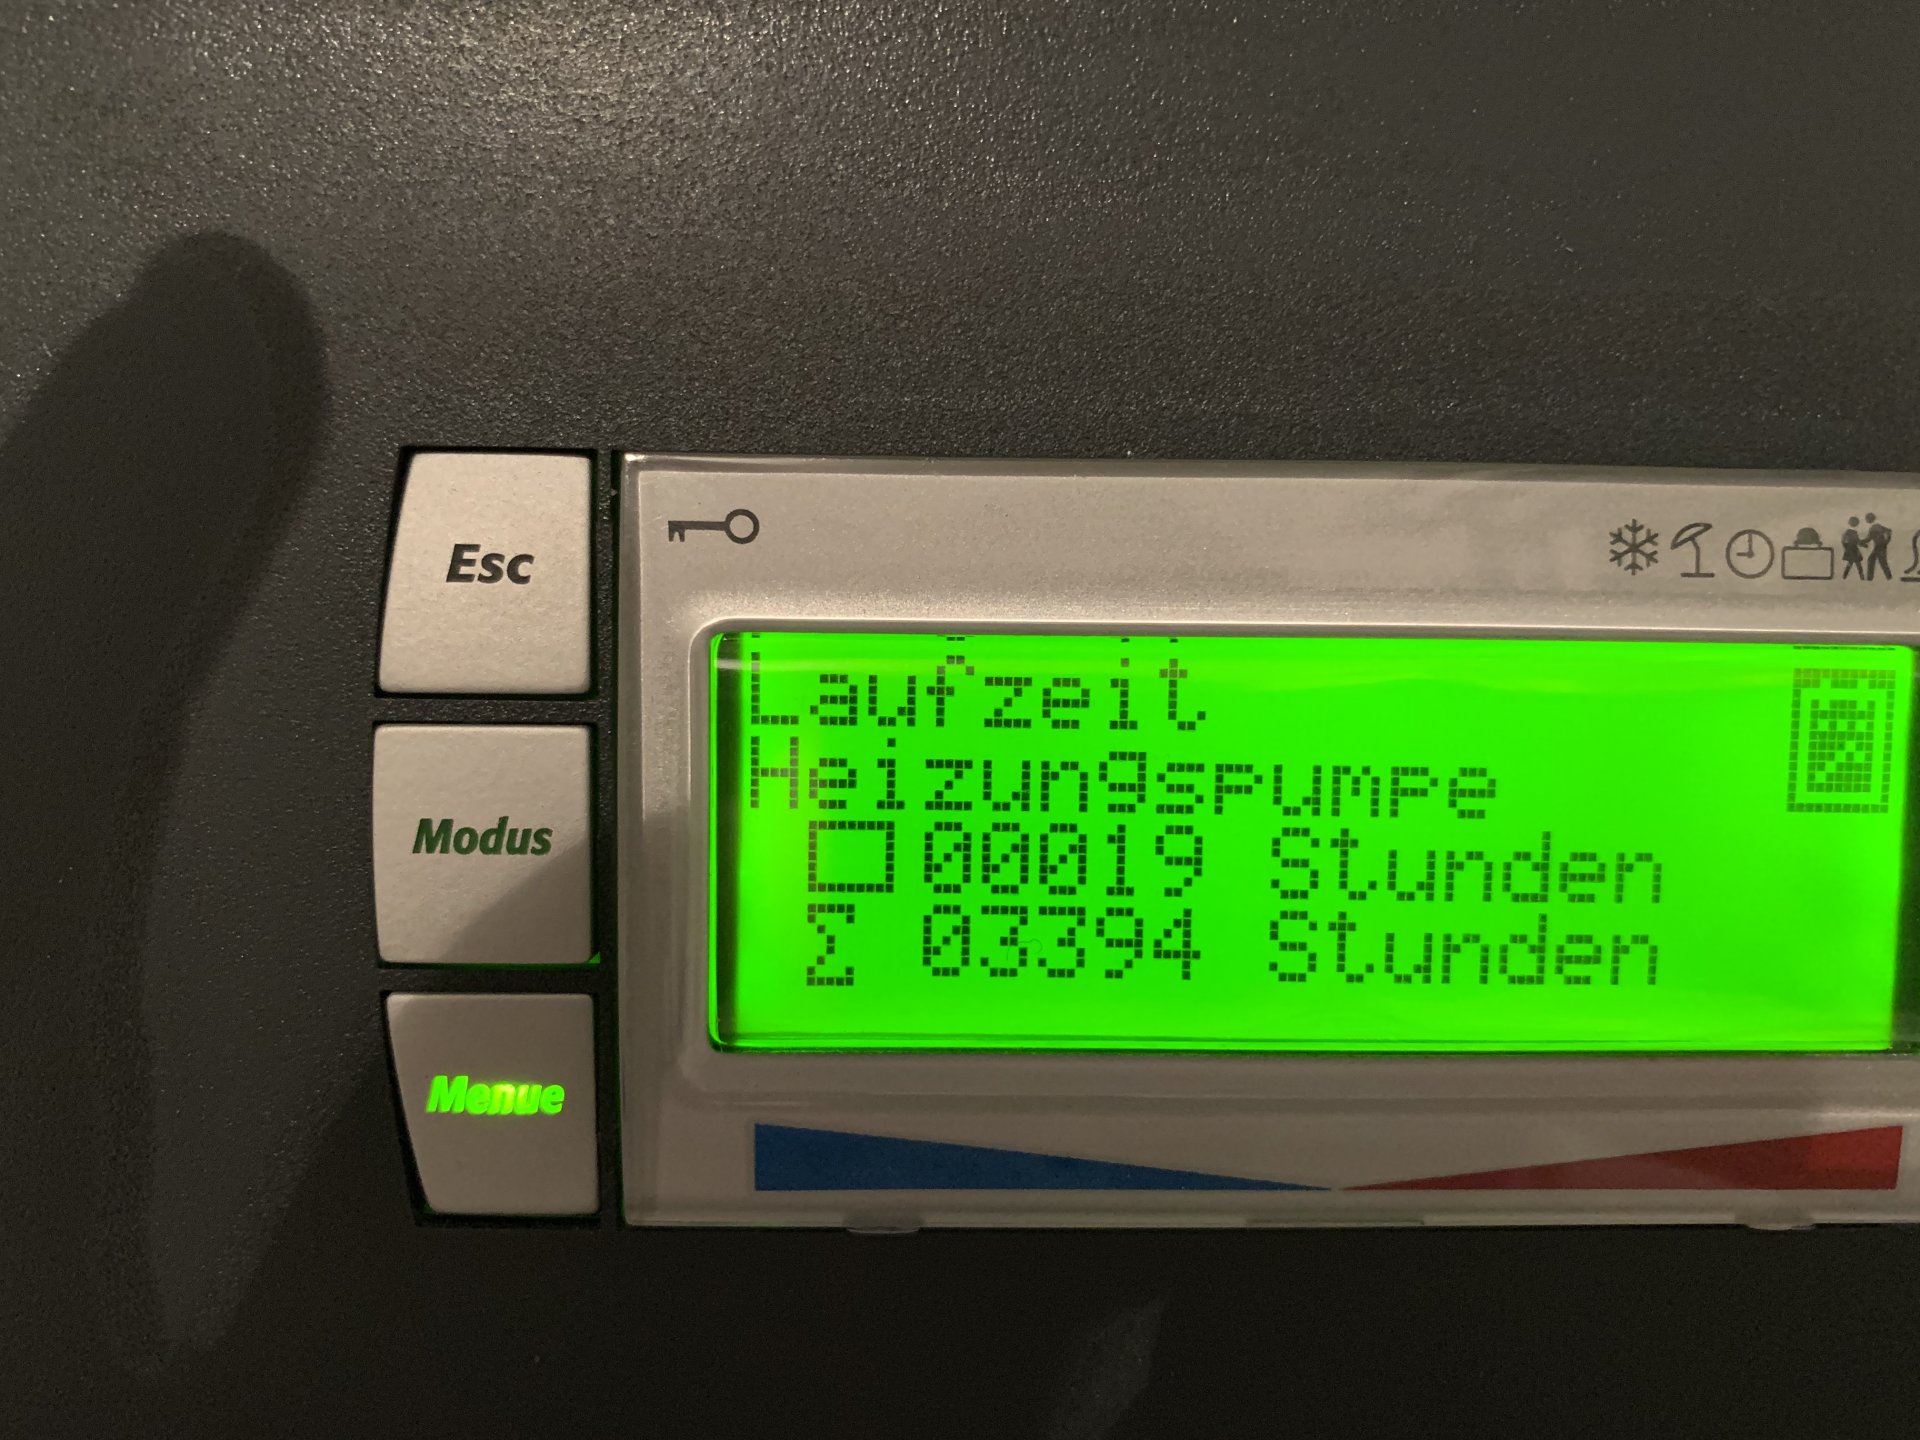 Esc
Modus
Menue
Laufzeit
Heizungspumpe
00019 Stunden
Σ 03394 Stunden